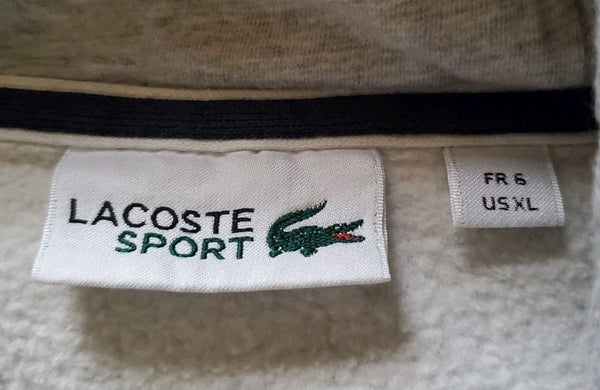 LACOSTE
SPORT
FR 6
US XL